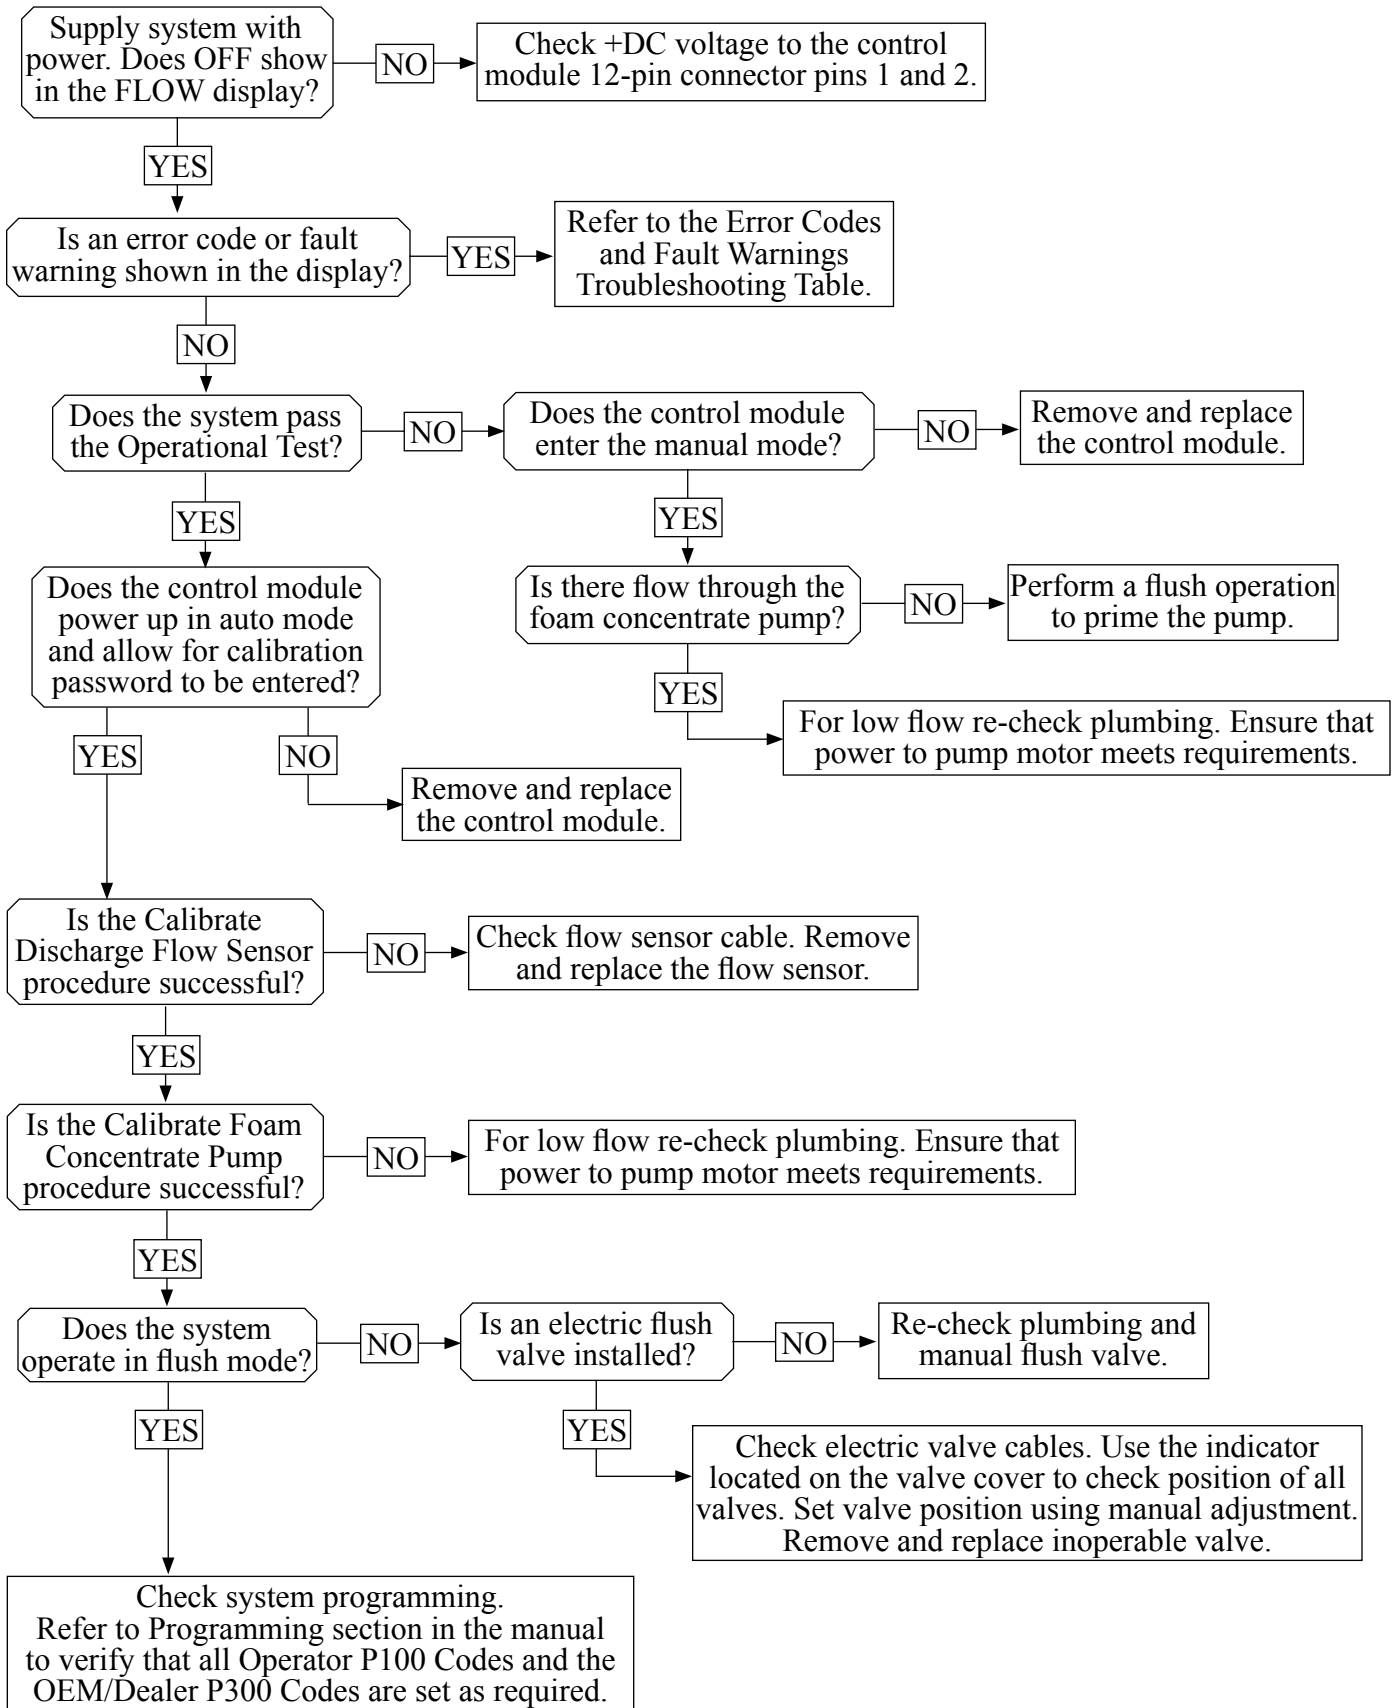 Supply system with
power. Does OFF show
in the FLOW display?
NO
Check +DC voltage to the control
module 12-pin connector pins 1 and 2.
YES
Is an error code or fault
warning shown in the display?
YES
Refer to the Error Codes
and Fault Warnings
Troubleshooting Table.
NO
Does the system pass
the Operational Test?
NO
Does the control module
enter the manual mode?
NO
Remove and replace
the control module.
YES
YES
Does the control module
power up in auto mode
and allow for calibration
password to be entered?
Is there flow through the
foam concentrate pump?
NO
Perform a flush operation
to prime the pump.
YES
For low flow re-check plumbing. Ensure that
power to pump motor meets requirements.
YES
NO
Remove and replace
the control module.
Is the Calibrate
Discharge Flow Sensor
procedure successful?
NO
Check flow sensor cable. Remove
and replace the flow sensor.
YES
Is the Calibrate Foam
Concentrate Pump
procedure successful?
NO
For low flow re-check plumbing. Ensure that
power to pump motor meets requirements.
YES
Does the system
operate in flush mode?
NO
Is an electric flush
valve installed?
NO
Re-check plumbing and
manual flush valve.
YES
YES
Check electric valve cables. Use the indicator
located on the valve cover to check position of all
valves. Set valve position using manual adjustment.
Remove and replace inoperable valve.
Check system programming.
Refer to Programming section in the manual
to verify that all Operator P100 Codes and the
OEM/Dealer P300 Codes are set as required.